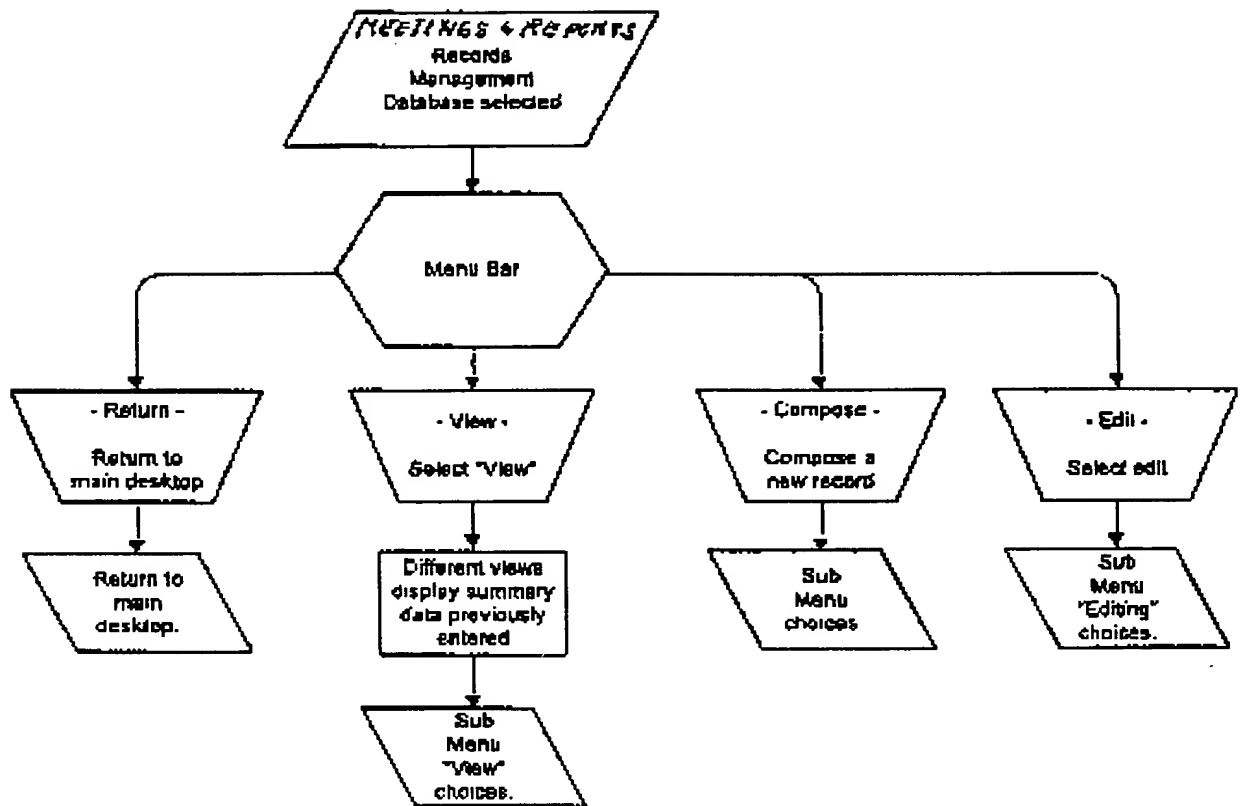 MEETINGS & REPORTS
Records
Management
Database selected
Menu Bar
- Return -
Return to
main desktop
- View -
Select "View"
- Compose -
Compose a
new record
- Edit -
Select edit
Return to
main
desktop.
Different views
display summary
data previously
entered
Sub
Menu
choices
Sub
Menu
"Editing"
choices.
Sub
Menu
"View"
choices.